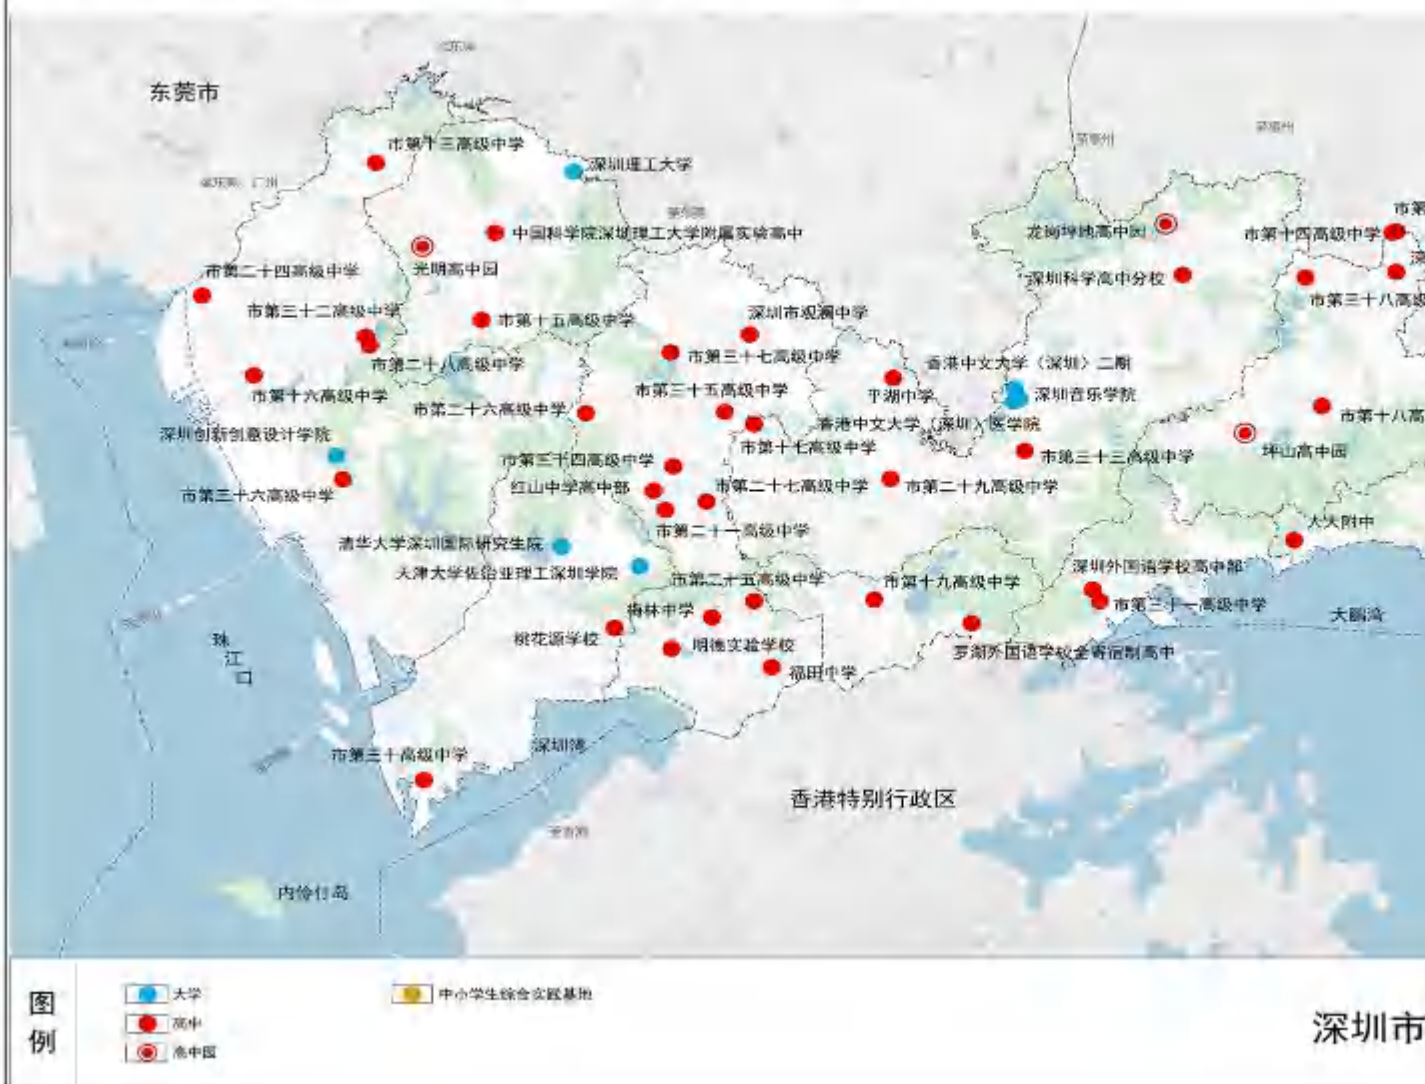 东莞市
市第十三高级中学
深圳理工大学
中国科学院深圳理工大学附属实验高中
光明高中园
龙岗坪地高中园
市第十四高级中学
市第二十四高级中学
深圳科学高中分校
市第三十八高级
市第三十二高级中学
市第十五高级中学
深圳市观澜中学
市第二十八高级中学
市第三十七高级中学
香港中文大学（深圳）二期
平湖中学
深圳音乐学院
市第十六高级中学
市第二十六高级中学
市第三十五高级中学
香港中文大学（深圳）医学院
市第十八高
深圳创新创意设计学院
市第十七高级中学
坪山高中园
市第三十四高级中学
市第三十三高级中学
市第三十六高级中学
红山中学高中部
市第二十七高级中学
市第二十九高级中学
市第二十一高级中学
人大附中
清华大学深圳国际研究生院
天津大学佐治亚理工深圳学院
市第二十五高级中学
市第十九高级中学
深圳外国语学校高中部
梅林中学
市第三十一高级中学
大鹏湾
桃花源学校
明德实验学校
罗湖外国语学校全寄宿制高中
福田中学
珠
江
口
深圳湾
市第三十高级中学
香港特别行政区
内伶仃岛
图
例
大学
中小学生综合实践基地
高中
高中园
深圳市